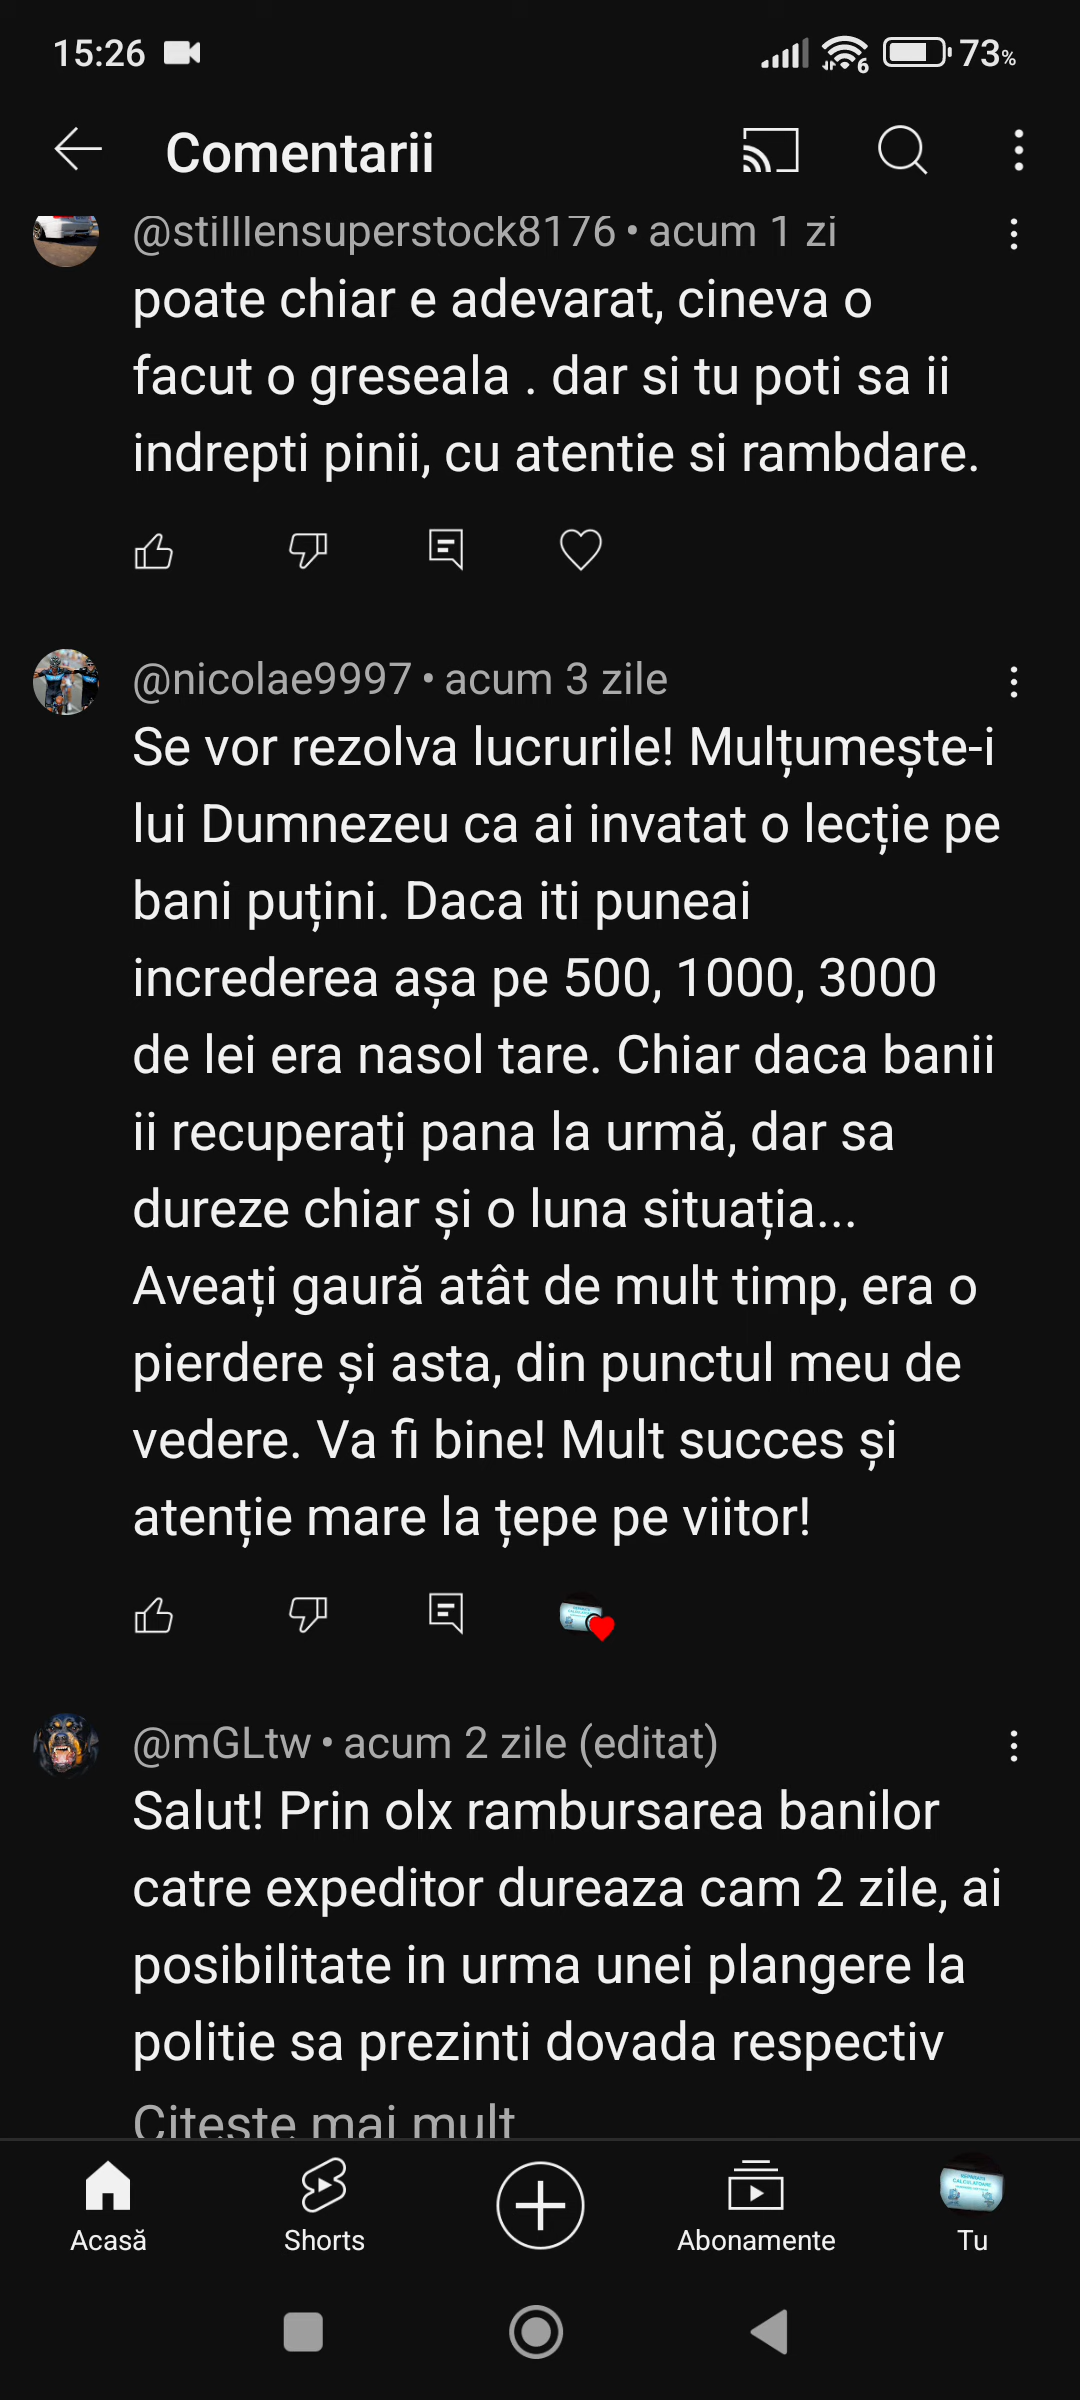 15:26
6
73%
Comentarii
@stilllensuperstock8176 • acum 1 zi
poate chiar e adevarat, cineva o
facut o greseala . dar si tu poti sa ii
indrepti pinii, cu atentie si rambdare.
@nicolae9997 • acum 3 zile
Se vor rezolva lucrurile! Mulțumește-i
lui Dumnezeu ca ai invatat o lecție pe
bani puțini. Daca iti puneai
increderea așa pe 500, 1000, 3000
de lei era nasol tare. Chiar daca banii
ii recuperați pana la urmă, dar sa
dureze chiar și o luna situația...
Aveați gaură atât de mult timp, era o
pierdere și asta, din punctul meu de
vedere. Va fi bine! Mult succes și
atenție mare la țepe pe viitor!
@mGLtw • acum 2 zile (editat)
Salut! Prin olx rambursarea banilor
catre expeditor dureaza cam 2 zile, ai
posibilitate in urma unei plangere la
politie sa prezinti dovada respectiv
Citește mai mult
Acasă
Shorts
Abonamente
Tu